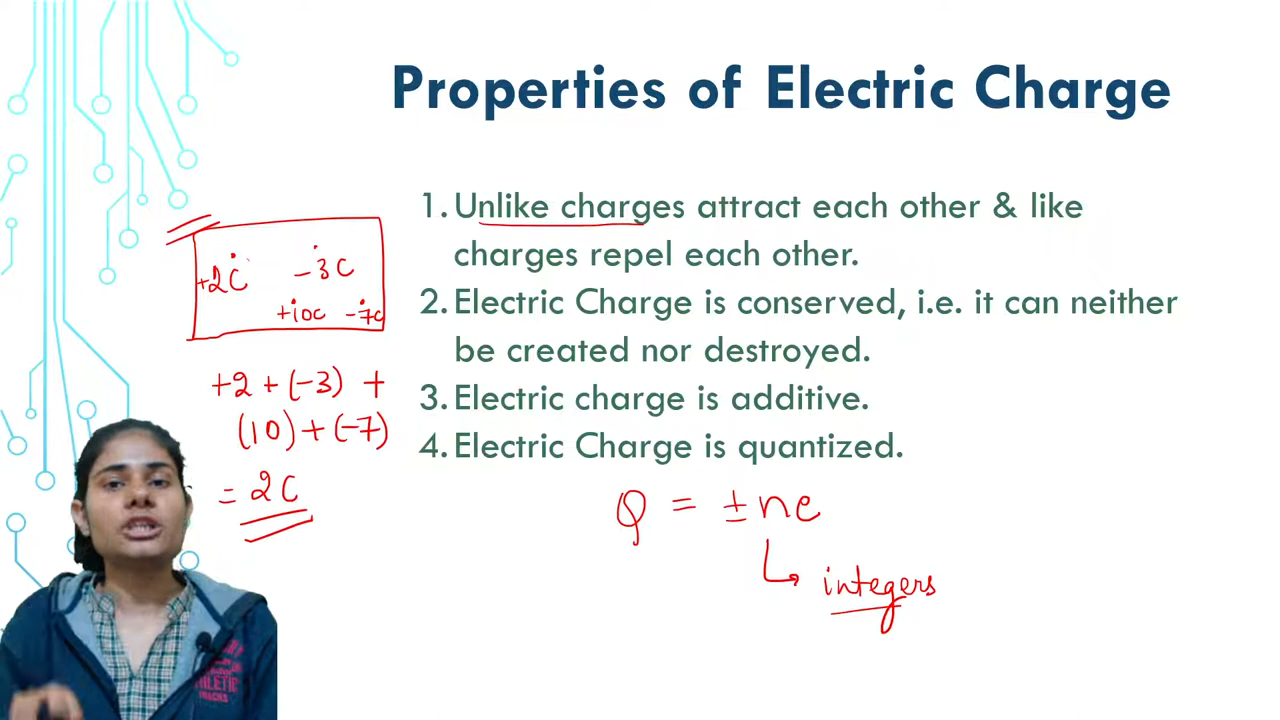 Properties of Electric Charge
1. Unlike charges attract each other & like
charges repel each other.
2. Electric Charge is conserved, i.e. it can neither
be created nor destroyed.
3. Electric charge is additive.
4. Electric Charge is quantized.
+2C -3C
+10C -7C
+2 + (-3) +
(10) + (-7)
= 2C
Q = ±ne
integers